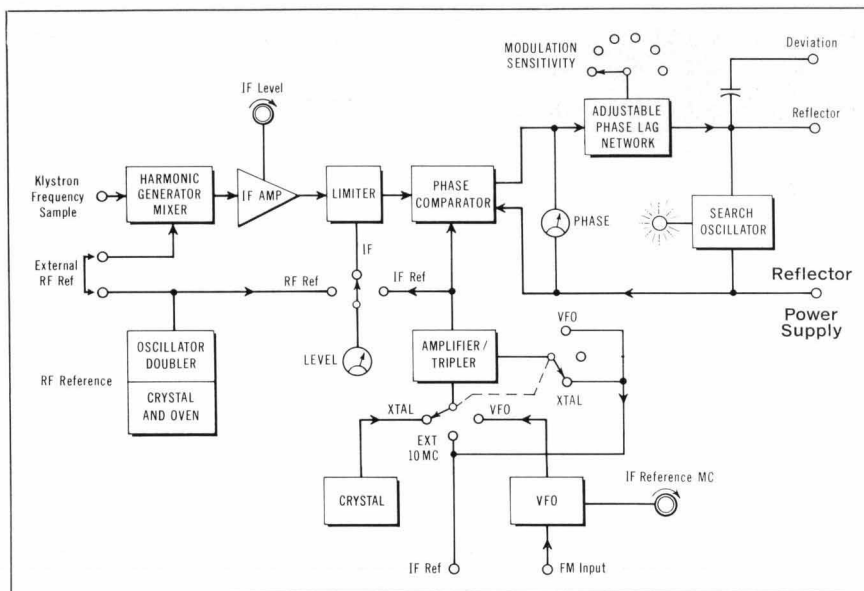 MODULATION
SENSITIVITY
Deviation
IF Level
Reflector
ADJUSTABLE
PHASE LAG
NETWORK
Klystron
Frequency
Sample
HARMONIC
GENERATOR
MIXER
IF AMP
LIMITER
PHASE
COMPARATOR
PHASE
SEARCH
OSCILLATOR
IF
External
RF Ref
RF Ref
IF Ref
Reflector
Power
Supply
VFO
RF Reference
OSCILLATOR
DOUBLER
CRYSTAL
AND OVEN
LEVEL
AMPLIFIER/
TRIPLER
XTAL
XTAL
VFO
EXT
10 MC
IF Reference MC
CRYSTAL
VFO
IF Ref
FM Input